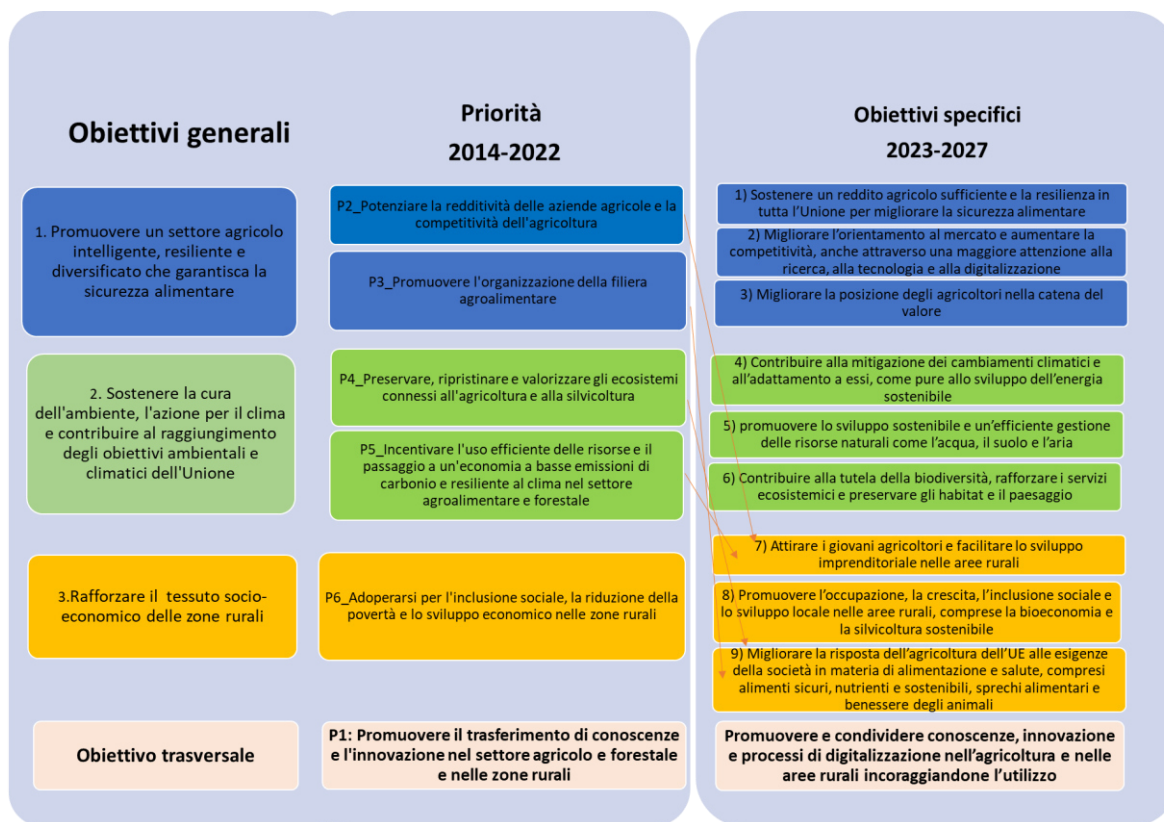 Obiettivi generali
1. Promuovere un settore agricolo
intelligente, resiliente e
diversificato che garantisca la
sicurezza alimentare
2. Sostenere la cura
dell'ambiente, l'azione per il clima
e contribuire al raggiungimento
degli obiettivi ambientali e
climatici dell'Unione
3.Rafforzare il tessuto socio-
economico delle zone rurali
Obiettivo trasversale
Priorità
2014-2022
P2_Potenziare la redditività delle aziende agricole e la
competitività dell'agricoltura
P3_Promuovere l'organizzazione della filiera
agroalimentare
P4_Preservare, ripristinare e valorizzare gli ecosistemi
connessi all'agricoltura e alla silvicoltura
P5_Incentivare l'uso efficiente delle risorse e il
passaggio a un'economia a basse emissioni di
carbonio e resiliente al clima nel settore
agroalimentare e forestale
P6_Adoperarsi per l'inclusione sociale, la riduzione della
povertà e lo sviluppo economico nelle zone rurali
P1: Promuovere il trasferimento di conoscenze
e l'innovazione nel settore agricolo e forestale
e nelle zone rurali
Obiettivi specifici
2023-2027
1) Sostenere un reddito agricolo sufficiente e la resilienza in
tutta l’Unione per migliorare la sicurezza alimentare
2) Migliorare l’orientamento al mercato e aumentare la
competitività, anche attraverso una maggiore attenzione alla
ricerca, alla tecnologia e alla digitalizzazione
3) Migliorare la posizione degli agricoltori nella catena del
valore
4) Contribuire alla mitigazione dei cambiamenti climatici e
all’adattamento a essi, come pure allo sviluppo dell’energia
sostenibile
5) promuovere lo sviluppo sostenibile e un’efficiente gestione
delle risorse naturali come l’acqua, il suolo e l’aria
6) Contribuire alla tutela della biodiversità, rafforzare i servizi
ecosistemici e preservare gli habitat e il paesaggio
7) Attirare i giovani agricoltori e facilitare lo sviluppo
imprenditoriale nelle aree rurali
8) Promuovere l’occupazione, la crescita, l’inclusione sociale e
lo sviluppo locale nelle aree rurali, comprese la bioeconomia e
la silvicoltura sostenibile
9) Migliorare la risposta dell’agricoltura dell’UE alle esigenze
della società in materia di alimentazione e salute, compresi
alimenti sicuri, nutrienti e sostenibili, sprechi alimentari e
benessere degli animali
Promuovere e condividere conoscenze, innovazione
e processi di digitalizzazione nell’agricoltura e nelle
aree rurali incoraggiandone l’utilizzo